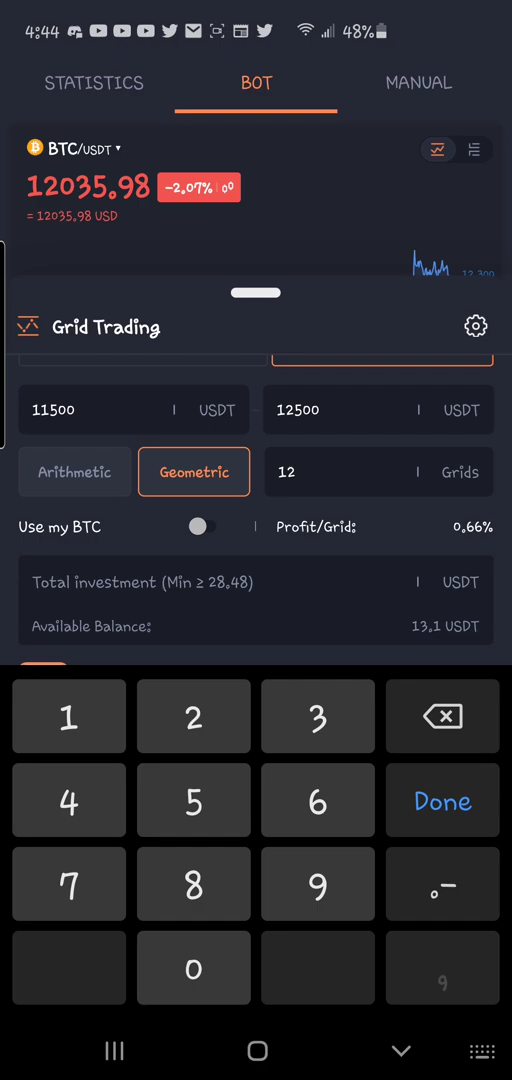 4:44 48%
STATISTICS BOT MANUAL
BTC/USDT
12035.98 -2.07%
= 12035.98 USD
12,309
Grid Trading
11500 USDT - 12500 USDT
Arithmetic Geometric 12 Grids
Use my BTC Profit/Grid: 0.66%
Total investment (Min ≥ 28.48) USDT
Available Balance: 13.1 USDT
1 2 3
4 5 6 Done
7 8 9 .-
0 ,